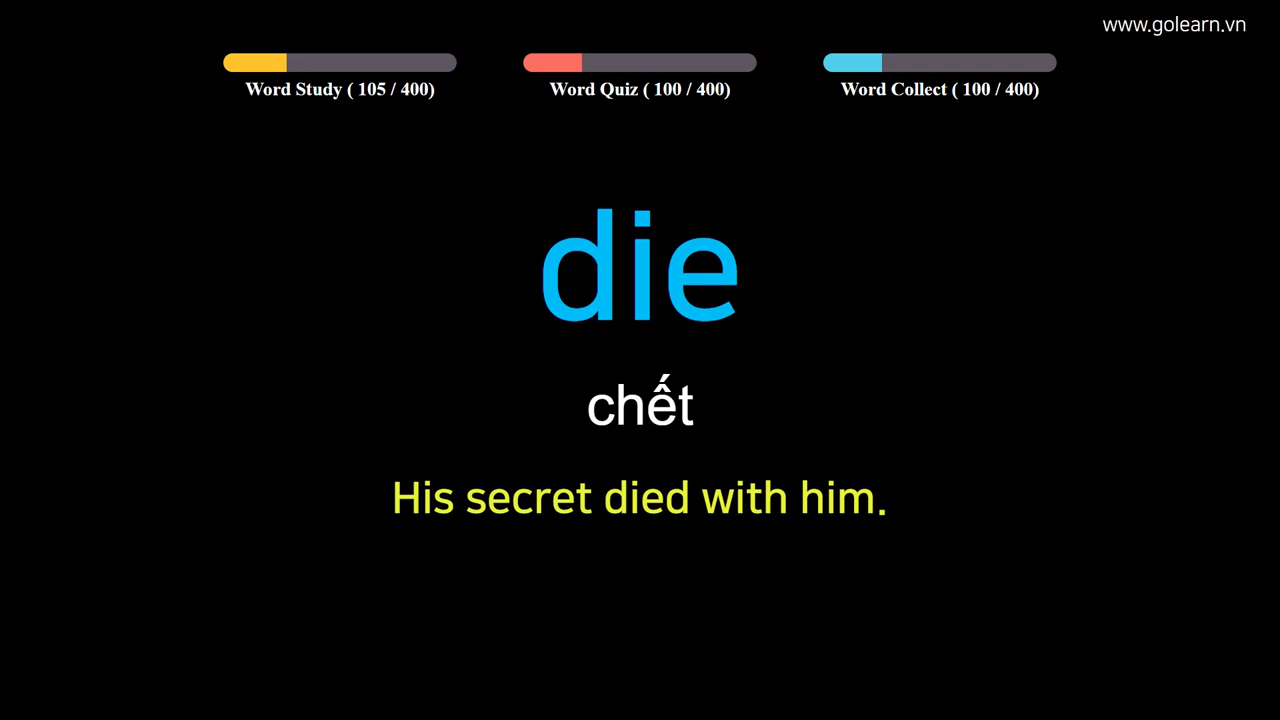 www.golearn.vn
Word Study ( 105 / 400)
Word Quiz ( 100 / 400)
Word Collect ( 100 / 400)
die
chết
His secret died with him.